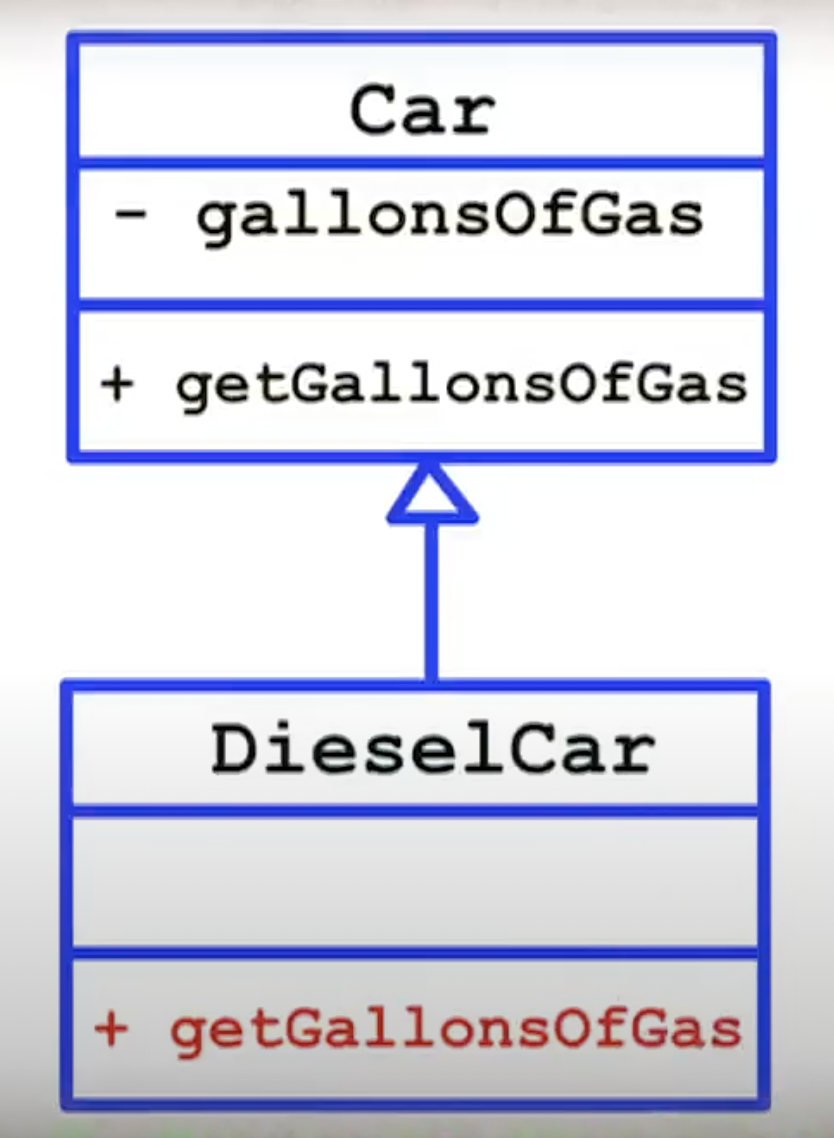 Car
- gallonsOfGas
+ getGallonsOfGas
DieselCar
+ getGallonsOfGas